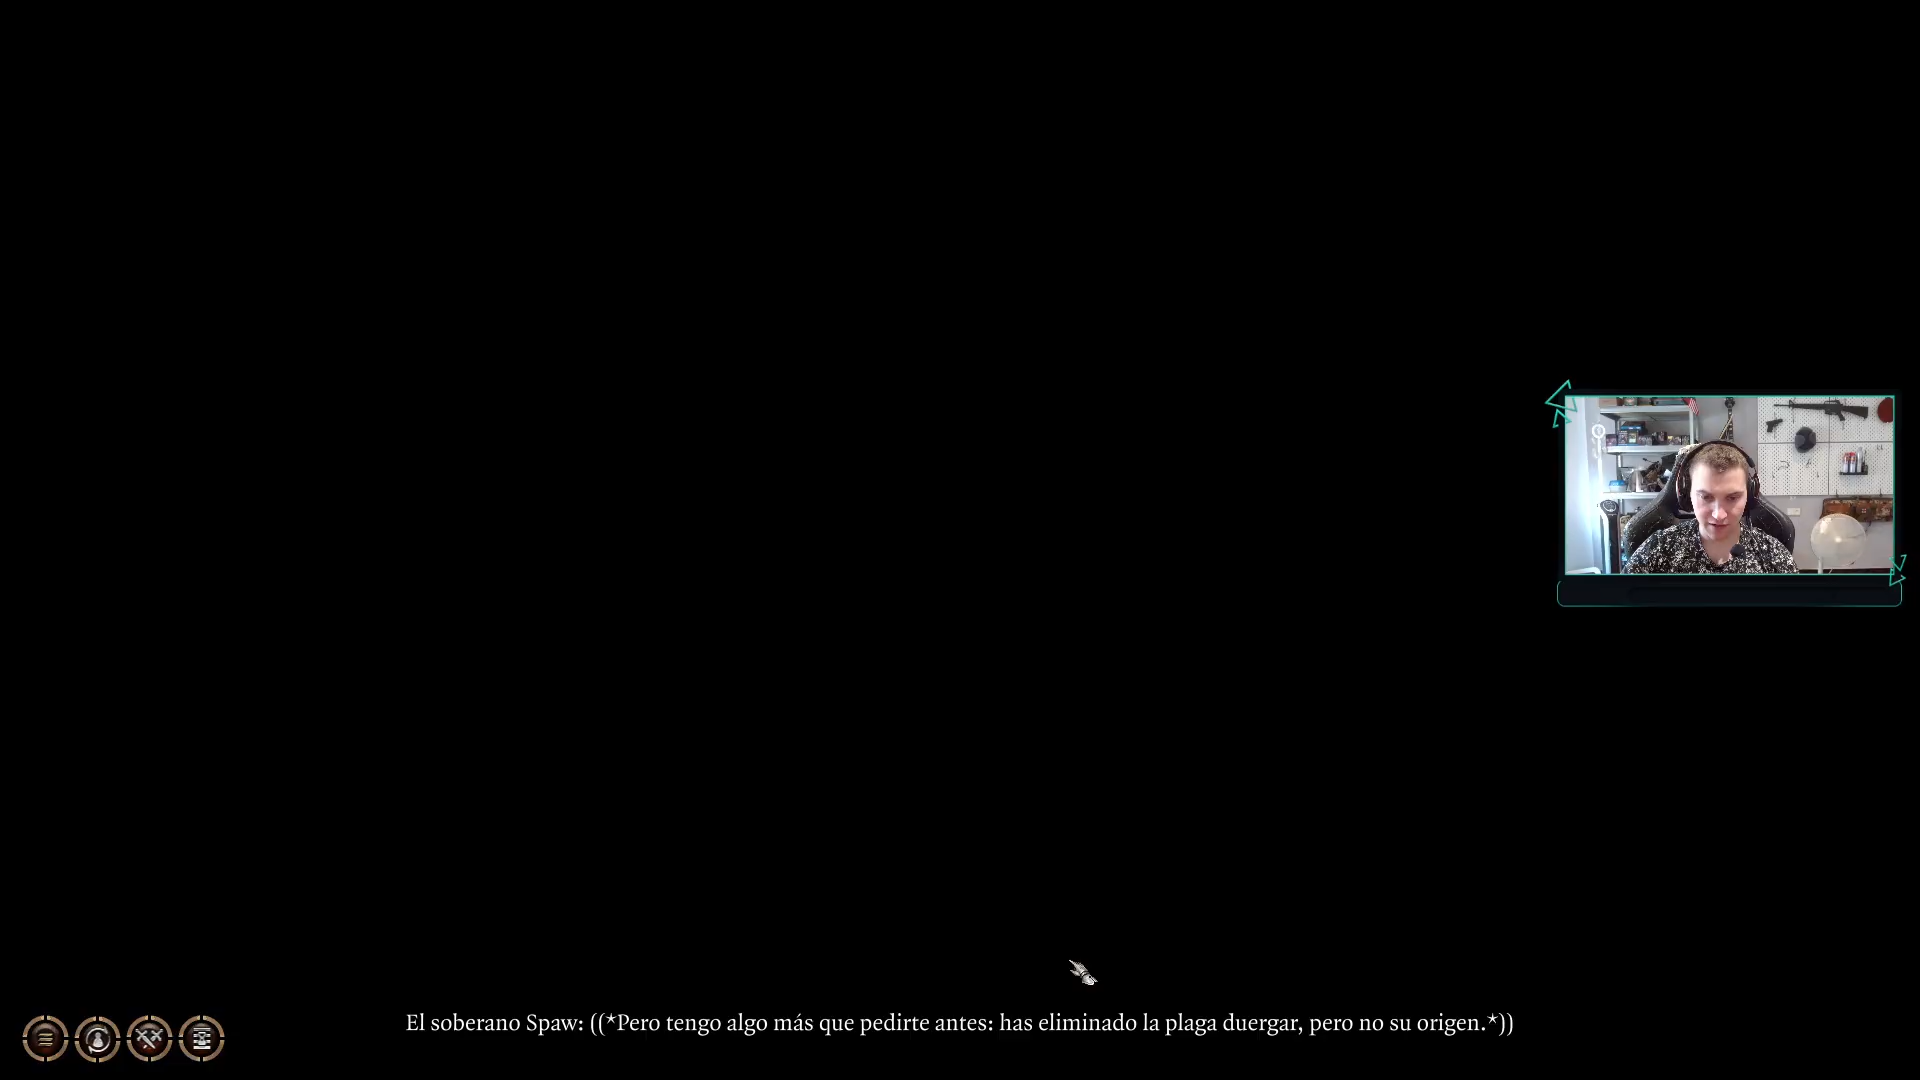 El soberano Spaw: ((*Pero tengo algo más que pedirte antes: has eliminado la plaga duergar, pero no su origen.*))